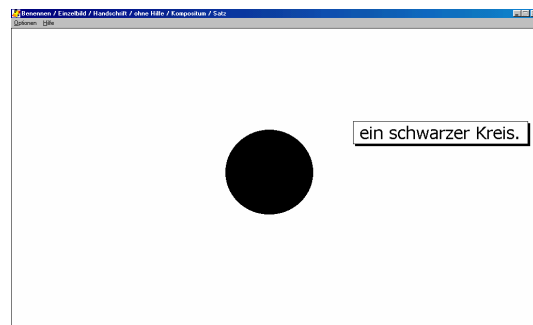 Benennen / Einzelbild / Handschrift / ohne Hilfe / Kompositum / Satz
Optionen Hilfe
ein schwarzer Kreis.